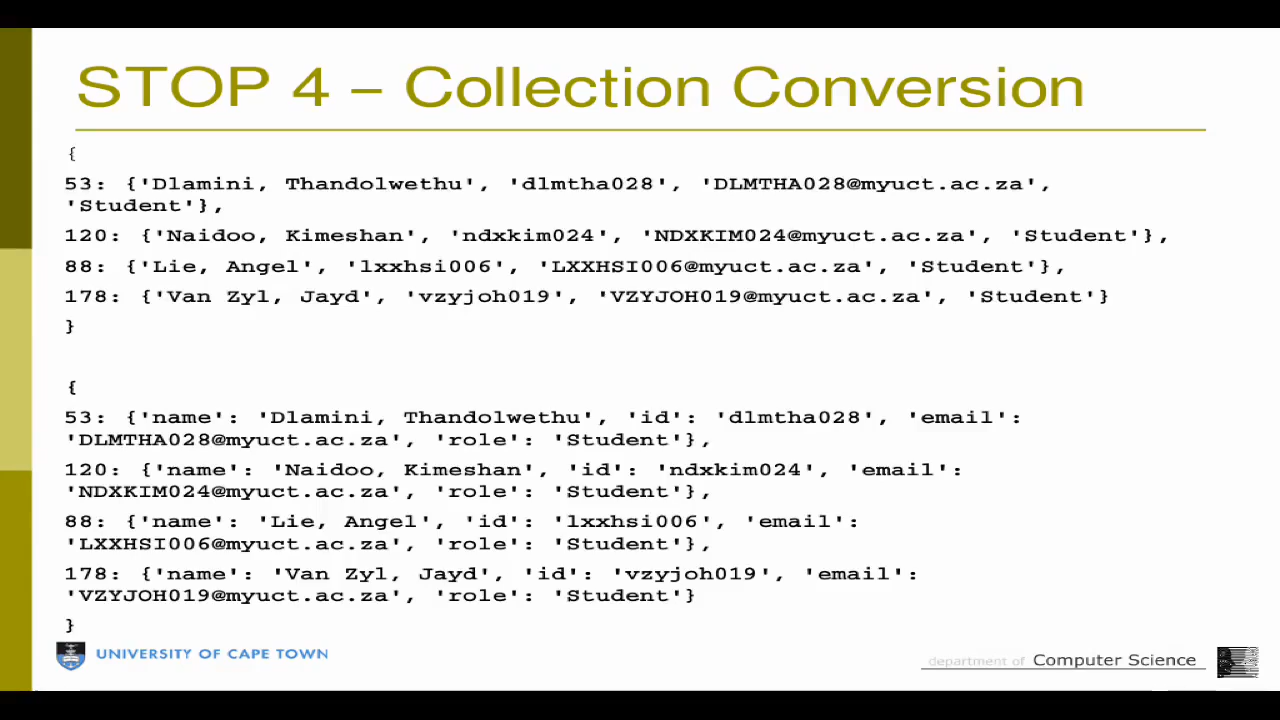 STOP 4 – Collection Conversion
{
53: {'Dlamini, Thandolwethu', 'dlmtha028', 'DLMTHA028@myuct.ac.za',
'Student'},
120: {'Naidoo, Kimeshan', 'ndxkim024', 'NDXKIM024@myuct.ac.za', 'Student'},
88: {'Lie, Angel', 'lxxhsi006', 'LXXHSI006@myuct.ac.za', 'Student'},
178: {'Van Zyl, Jayd', 'vzyjoh019', 'VZYJOH019@myuct.ac.za', 'Student'}
}
{
53: {'name': 'Dlamini, Thandolwethu', 'id': 'dlmtha028', 'email':
'DLMTHA028@myuct.ac.za', 'role': 'Student'},
120: {'name': 'Naidoo, Kimeshan', 'id': 'ndxkim024', 'email':
'NDXKIM024@myuct.ac.za', 'role': 'Student'},
88: {'name': 'Lie, Angel', 'id': 'lxxhsi006', 'email':
'LXXHSI006@myuct.ac.za', 'role': 'Student'},
178: {'name': 'Van Zyl, Jayd', 'id': 'vzyjoh019', 'email':
'VZYJOH019@myuct.ac.za', 'role': 'Student'}
}
UNIVERSITY OF CAPE TOWN
department of Computer Science